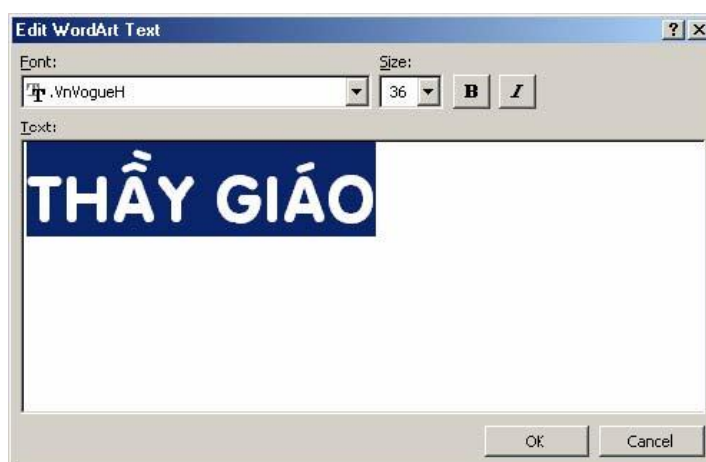 Edit WordArt Text
Font:
Size:
.VnVogueH
36
B
I
Text:
THẦY GIÁO
OK
Cancel